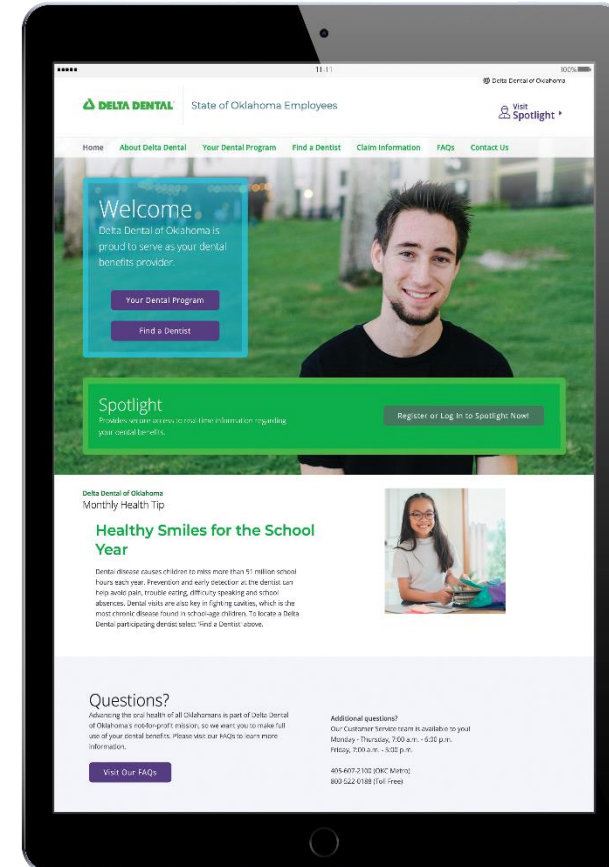 11:11
100%
Delta Dental of Oklahoma
DELTA DENTAL
State of Oklahoma Employees
Visit
Spotlight
Home About Delta Dental Your Dental Program Find a Dentist Claim Information FAQs Contact Us
Welcome
Delta Dental of Oklahoma is
proud to serve as your dental
benefits provider.
Your Dental Program
Find a Dentist
Spotlight
Provides secure access to real-time information regarding
your dental benefits.
Register or Log In to Spotlight Now!
Delta Dental of Oklahoma
Monthly Health Tip
Healthy Smiles for the School
Year
Dental disease causes children to miss more than 51 million school
hours each year. Prevention and early detection at the dentist can
help avoid pain, trouble eating, difficulty speaking and school
absences. Dental visits are also key in fighting cavities, which is the
most chronic disease found in school-age children. To locate a Delta
Dental participating dentist select 'Find a Dentist' above.
Questions?
Advancing the oral health of all Oklahomans is part of Delta Dental
of Oklahoma's not-for-profit mission, so we want you to make full
use of your dental benefits. Please visit our FAQs to learn more
information.
Visit Our FAQs
Additional questions?
Our Customer Service team is available to you!
Monday - Thursday, 7:00 a.m. - 6:00 p.m.
Friday, 7:00 a.m. - 5:00 p.m.
405-607-2100 (OKC Metro)
800-522-0188 (Toll Free)